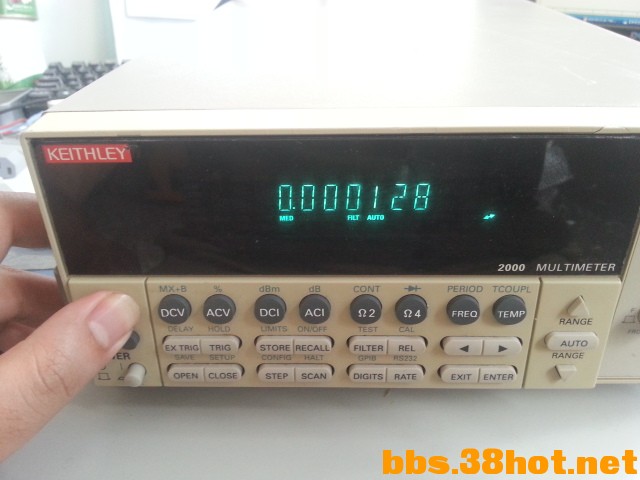 KEITHLEY
0.000128
MED FILT AUTO
2000 MULTIMETER
MX+B % dBm dB CONT PERIOD TCOUPL
DCV ACV DCI ACI Ω2 Ω4 FREQ TEMP
DELAY HOLD LIMITS ON/OFF TEST CAL
RANGE
EX TRIG TRIG STORE RECALL FILTER REL
AUTO
SAVE SETUP CONFIG HALT GPIB RS232
RANGE
OPEN CLOSE STEP SCAN DIGITS RATE EXIT ENTER
bbs.38hot.net